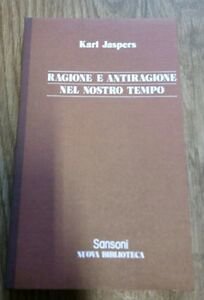 Karl Jaspers
RAGIONE E ANTIRAGIONE
NEL NOSTRO TEMPO
Sansoni
NUOVA BIBLIOTECA